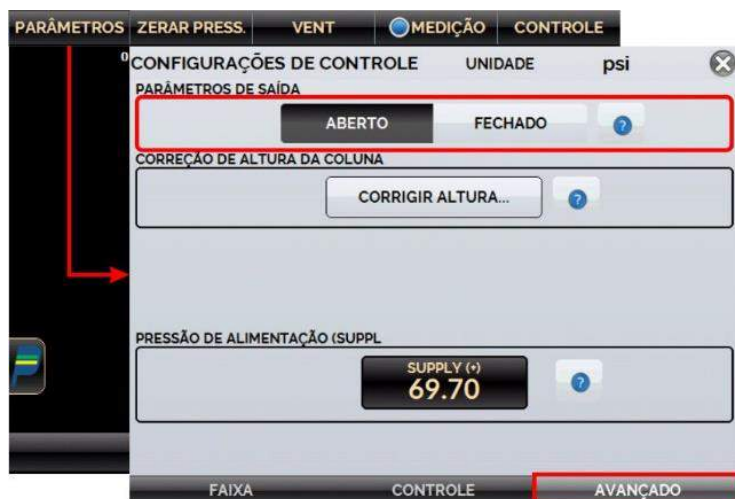 PARÂMETROS ZERAR PRESS. VENT MEDIÇÃO CONTROLE
0
CONFIGURAÇÕES DE CONTROLE UNIDADE psi
PARÂMETROS DE SAÍDA
ABERTO FECHADO ?
CORREÇÃO DE ALTURA DA COLUNA
CORRIGIR ALTURA... ?
PRESSÃO DE ALIMENTAÇÃO (SUPPL
SUPPLY (+)
69.70 ?
FAIXA CONTROLE AVANÇADO